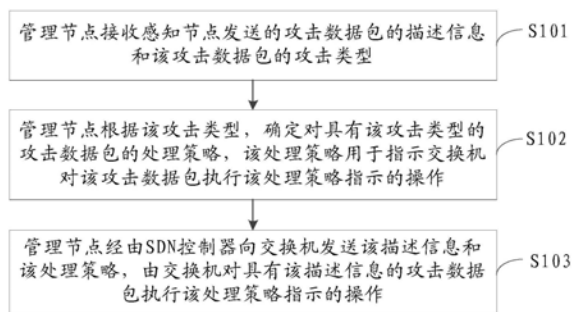 管理节点接收感知节点发送的攻击数据包的描述信息
和该攻击数据包的攻击类型
S101
管理节点根据该攻击类型，确定对具有该攻击类型的
攻击数据包的处理策略，该处理策略用于指示交换机
对该攻击数据包执行该处理策略指示的操作
S102
管理节点经由SDN控制器向交换机发送该描述信息和
该处理策略，由交换机对具有该描述信息的攻击数据
包执行该处理策略指示的操作
S103